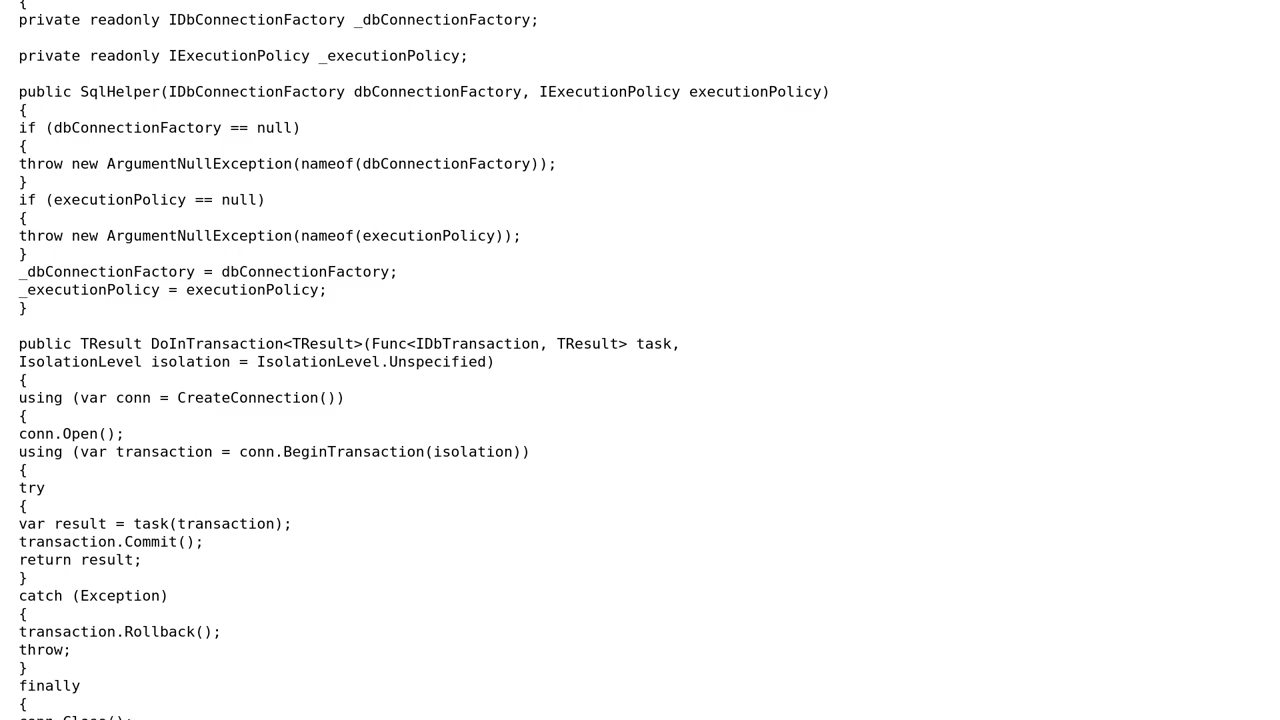 {
private readonly IDbConnectionFactory _dbConnectionFactory;
private readonly IExecutionPolicy _executionPolicy;
public SqlHelper(IDbConnectionFactory dbConnectionFactory, IExecutionPolicy executionPolicy)
{
if (dbConnectionFactory == null)
{
throw new ArgumentNullException(nameof(dbConnectionFactory));
}
if (executionPolicy == null)
{
throw new ArgumentNullException(nameof(executionPolicy));
}
_dbConnectionFactory = dbConnectionFactory;
_executionPolicy = executionPolicy;
}
public TResult DoInTransaction<TResult>(Func<IDbTransaction, TResult> task,
IsolationLevel isolation = IsolationLevel.Unspecified)
{
using (var conn = CreateConnection())
{
conn.Open();
using (var transaction = conn.BeginTransaction(isolation))
{
try
{
var result = task(transaction);
transaction.Commit();
return result;
}
catch (Exception)
{
transaction.Rollback();
throw;
}
finally
{
conn.Close();